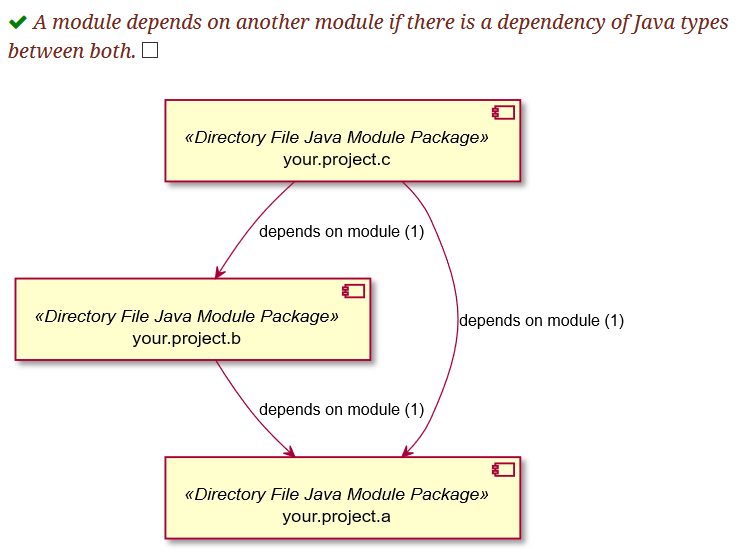 A module depends on another module if there is a dependency of Java types
between both.
«Directory File Java Module Package»
your.project.c
depends on module (1)
«Directory File Java Module Package»
your.project.b
depends on module (1)
depends on module (1)
«Directory File Java Module Package»
your.project.a